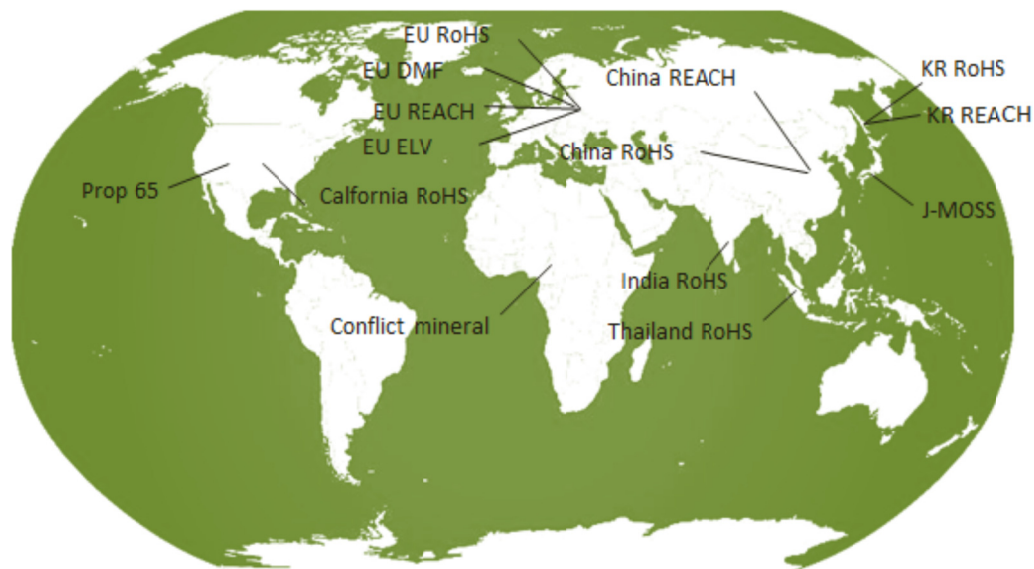 EU RoHS
EU DMF
China REACH
KR RoHS
EU REACH
KR REACH
EU ELV
China RoHS
Prop 65
Calfornia RoHS
J-MOSS
India RoHS
Conflict mineral
Thailand RoHS